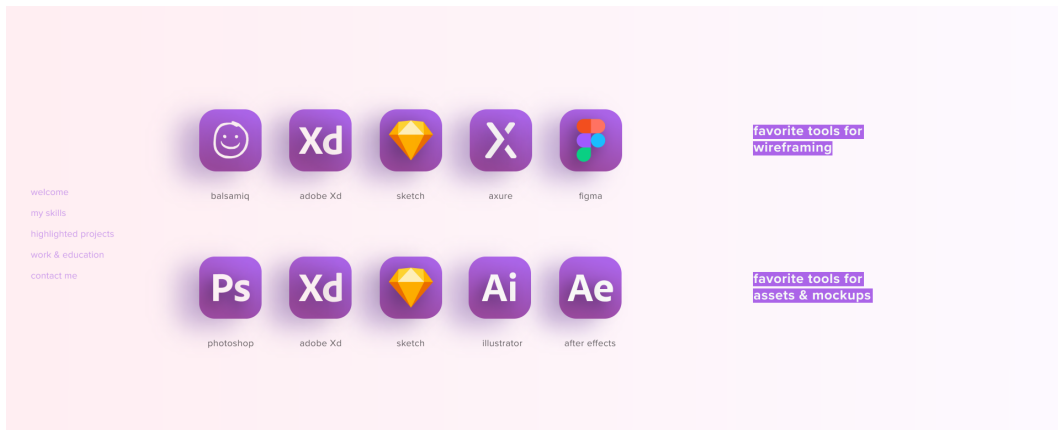 welcome
my skills
highlighted projects
work & education
contact me
Xd
balsamiq
adobe Xd
sketch
axure
figma
favorite tools for
wireframing
Ps
Xd
Ai
Ae
photoshop
adobe Xd
sketch
illustrator
after effects
favorite tools for
assets & mockups